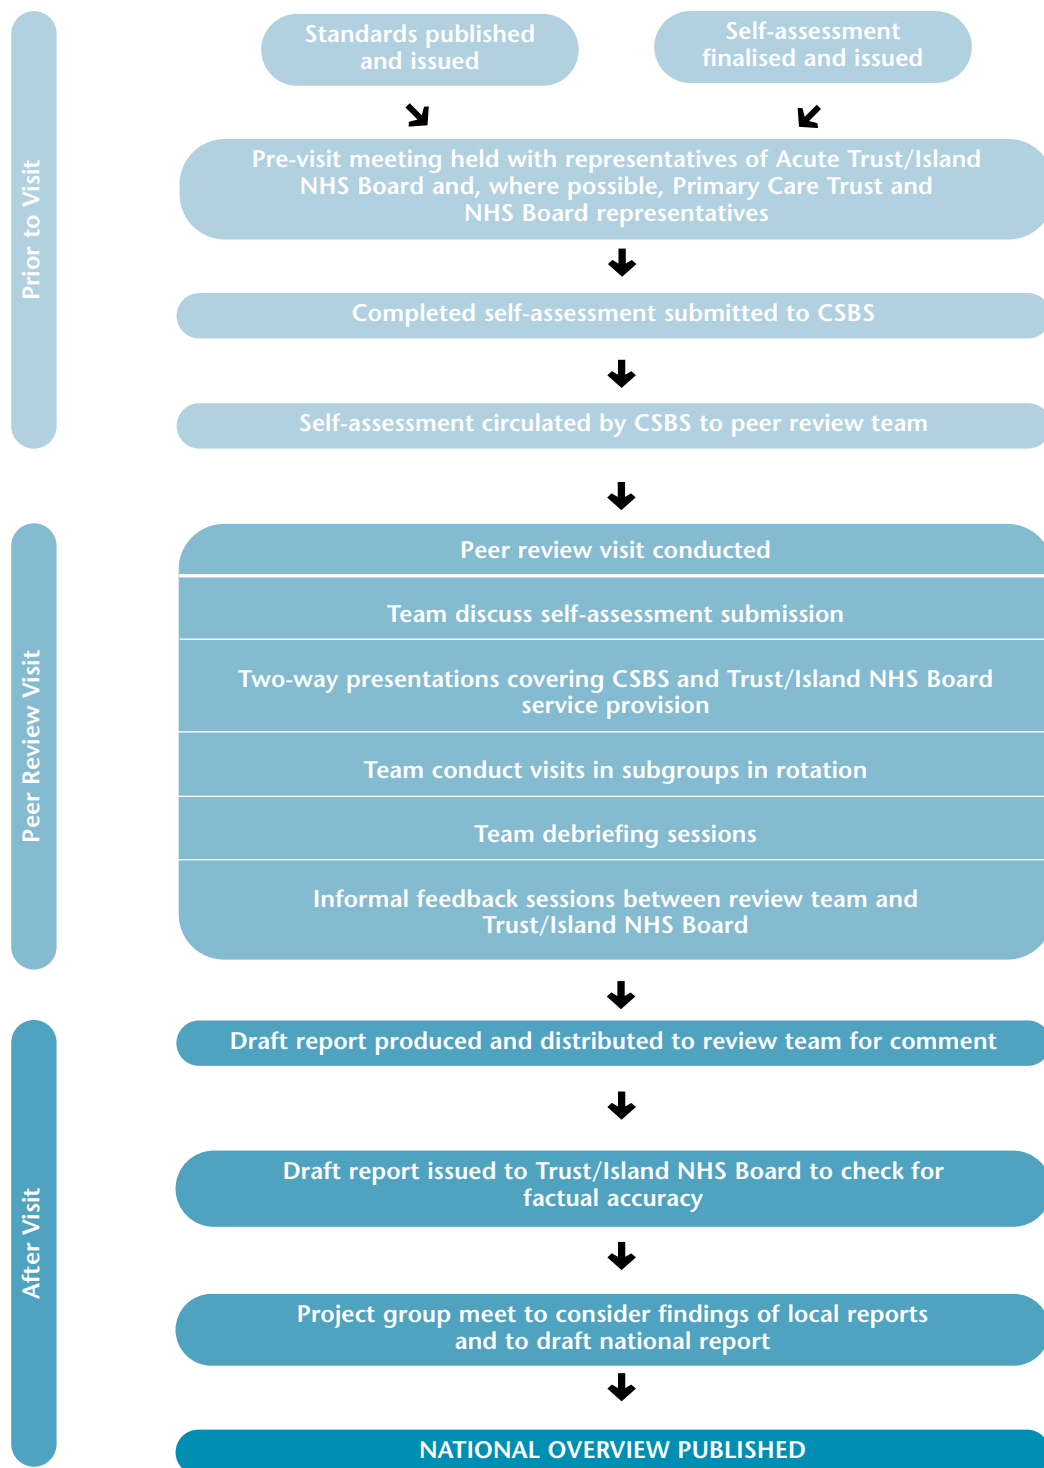 Prior to Visit
Standards published
and issued
Self-assessment
finalised and issued
Pre-visit meeting held with representatives of Acute Trust/Island
NHS Board and, where possible, Primary Care Trust and
NHS Board representatives
Completed self-assessment submitted to CSBS
Self-assessment circulated by CSBS to peer review team
Peer Review Visit
Peer review visit conducted
Team discuss self-assessment submission
Two-way presentations covering CSBS and Trust/Island NHS Board
service provision
Team conduct visits in subgroups in rotation
Team debriefing sessions
Informal feedback sessions between review team and
Trust/Island NHS Board
After Visit
Draft report produced and distributed to review team for comment
Draft report issued to Trust/Island NHS Board to check for
factual accuracy
Project group meet to consider findings of local reports
and to draft national report
NATIONAL OVERVIEW PUBLISHED